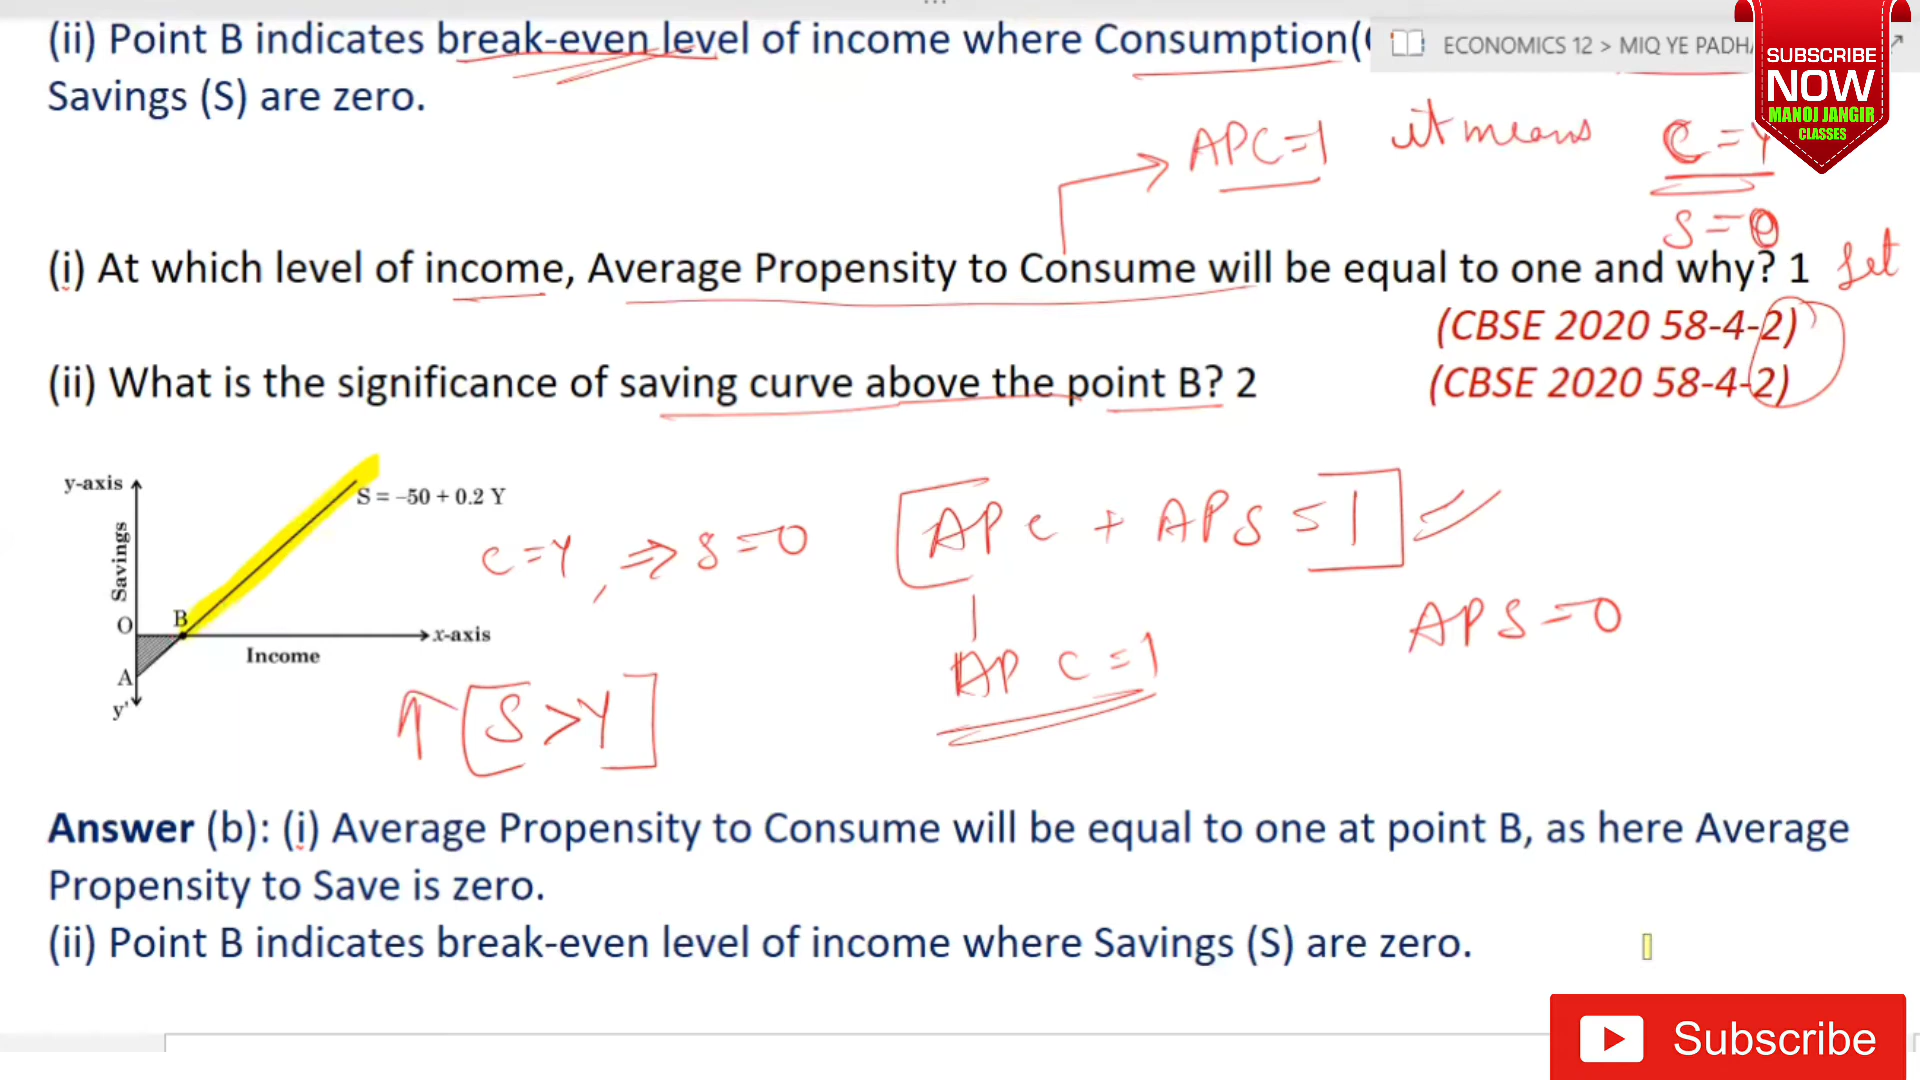 (ii) Point B indicates break-even level of income where Consumption(
ECONOMICS 12 > MIQ YE PADH
SUBSCRIBE
NOW
MANOJ JANGIR
CLASSES
Savings (S) are zero.
APC=1 it means C=Y
S=0
(i) At which level of income, Average Propensity to Consume will be equal to one and why? 1
(CBSE 2020 58-4-2)
(ii) What is the significance of saving curve above the point B? 2 (CBSE 2020 58-4-2)
y-axis
S = –50 + 0.2 Y
Savings
O
B
x-axis
Income
A
y'
C=Y, ⇒ S=0
APC + APS = 1
APS=0
APC=1
↑[S>Y]
Answer (b): (i) Average Propensity to Consume will be equal to one at point B, as here Average
Propensity to Save is zero.
(ii) Point B indicates break-even level of income where Savings (S) are zero.
Subscribe